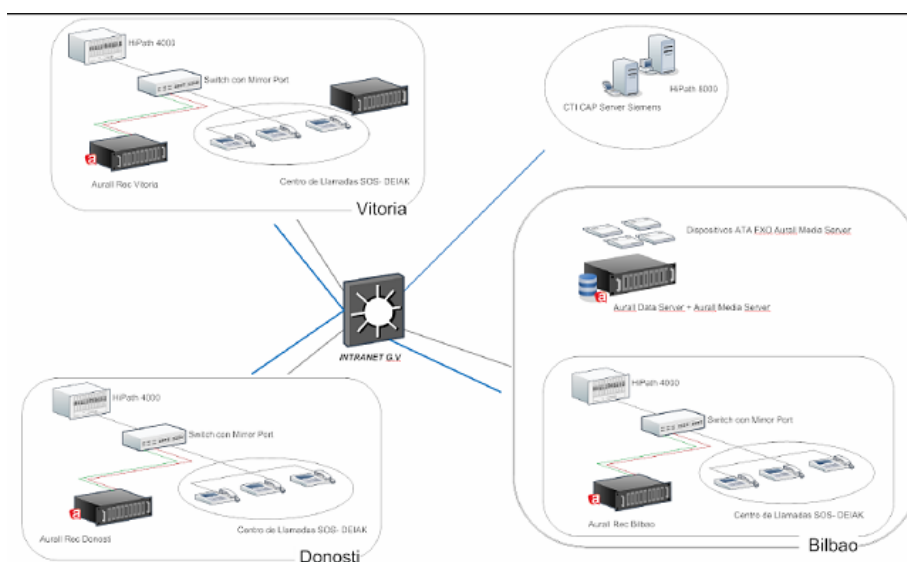 HiPath 4000
Switch con Mirror Port
Aurall Rec Vitoria
Centro de Llamadas SOS- DEIAK
Vitoria
CTI CAP Server Siemens
HiPath 8000
Dispositivos ATA FXO Aurall Media Server
Aurall Data Server + Aurall Media Server
INTRANET G.V
HiPath 4000
Switch con Mirror Port
Aurall Rec Donosti
Centro de Llamadas SOS- DEIAK
Donosti
HiPath 4000
Switch con Mirror Port
Aurall Rec Bilbao
Centro de Llamadas SOS- DEIAK
Bilbao